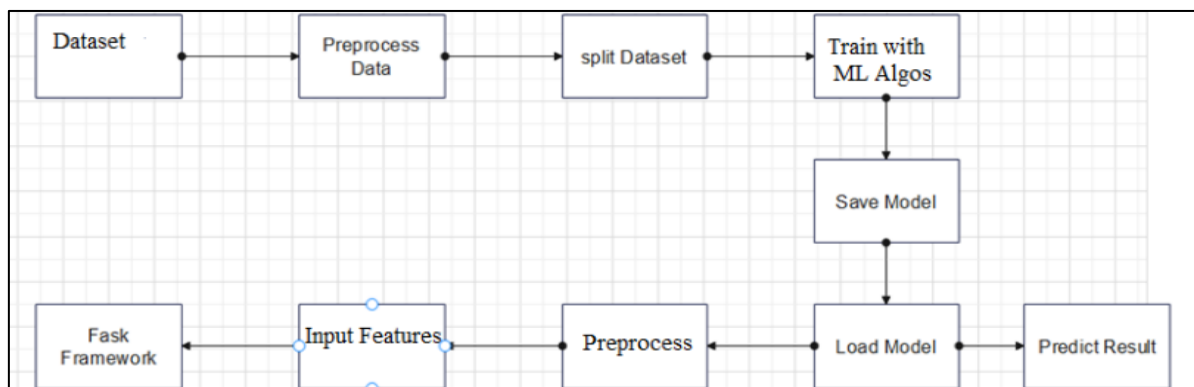 Dataset
Preprocess
Data
split Dataset
Train with
ML Algos
Save Model
Fask
Framework
Input Features
Preprocess
Load Model
Predict Result